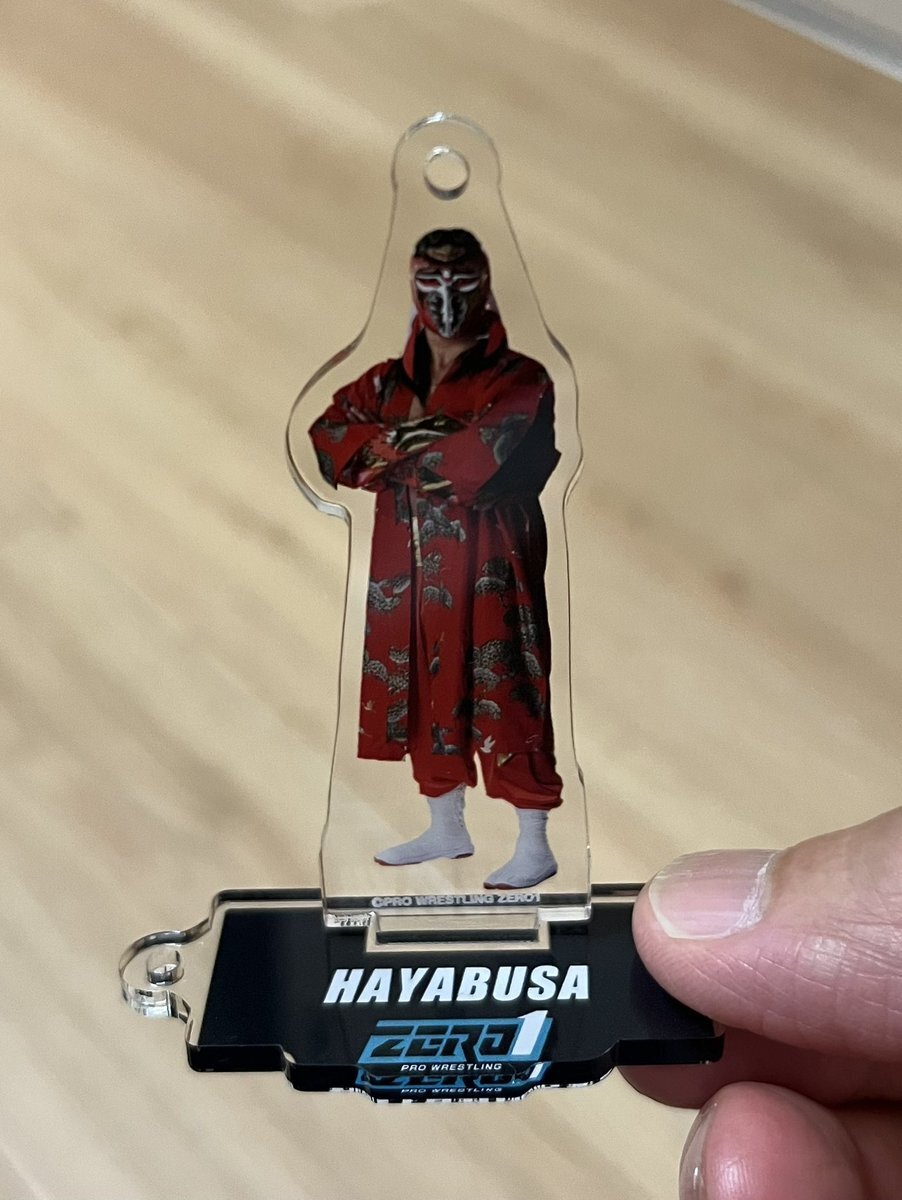 ©PRO WRESTLING ZERO1
HAYABUSA
ZERO1
PRO WRESTLING